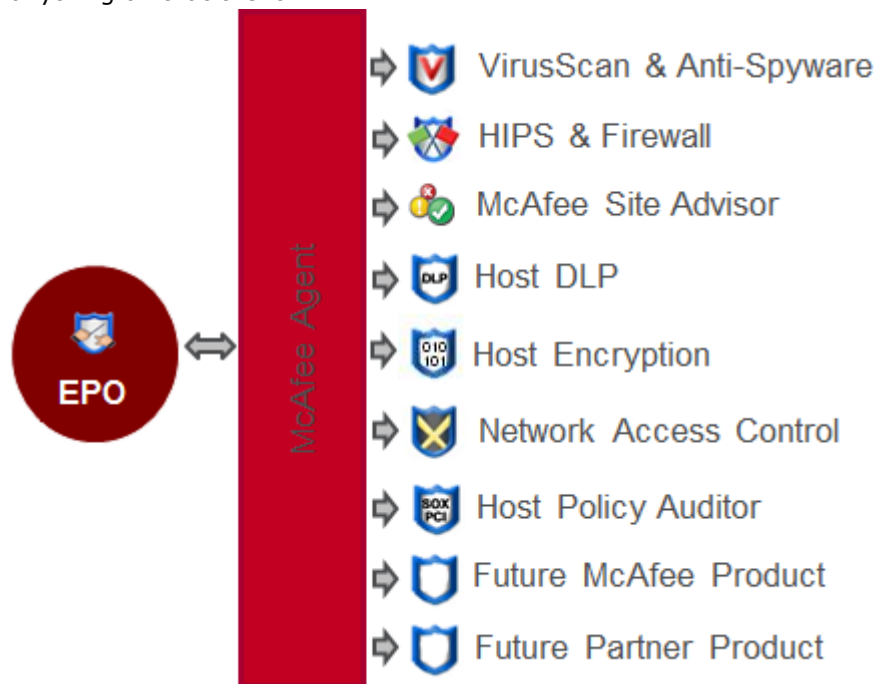 EPO
McAfee Agent
VirusScan & Anti-Spyware
HIPS & Firewall
McAfee Site Advisor
DLP
Host DLP
010
101
Host Encryption
Network Access Control
SOX
PCI
Host Policy Auditor
Future McAfee Product
Future Partner Product